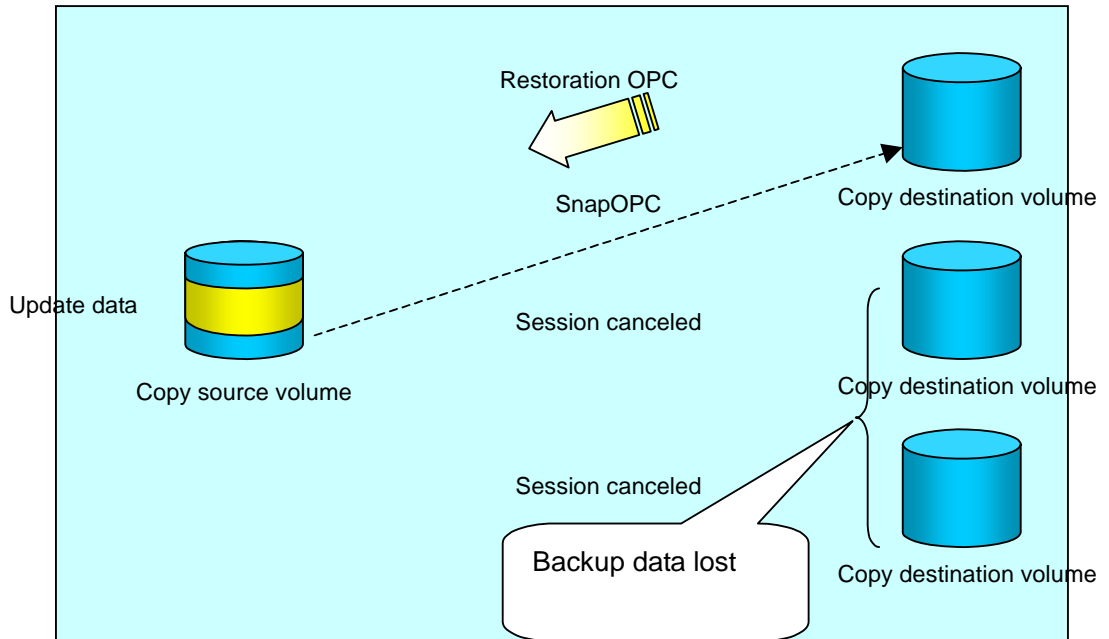 Restoration OPC
SnapOPC
Copy destination volume
Update data
Session canceled
Copy source volume
Copy destination volume
Session canceled
Backup data lost
Copy destination volume